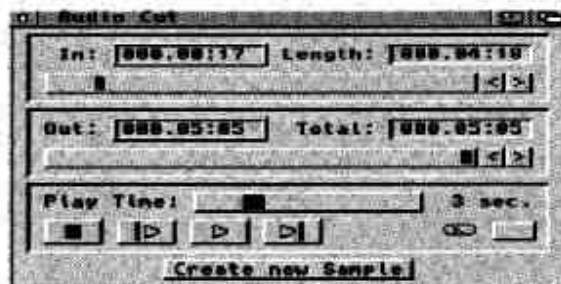 Audio Cut
In: 000.00:17 Length: 000.04:18
< >
Out: 000.05:05 Total: 000.05:05
< >
Play Time: 3 sec.
Create new Sample